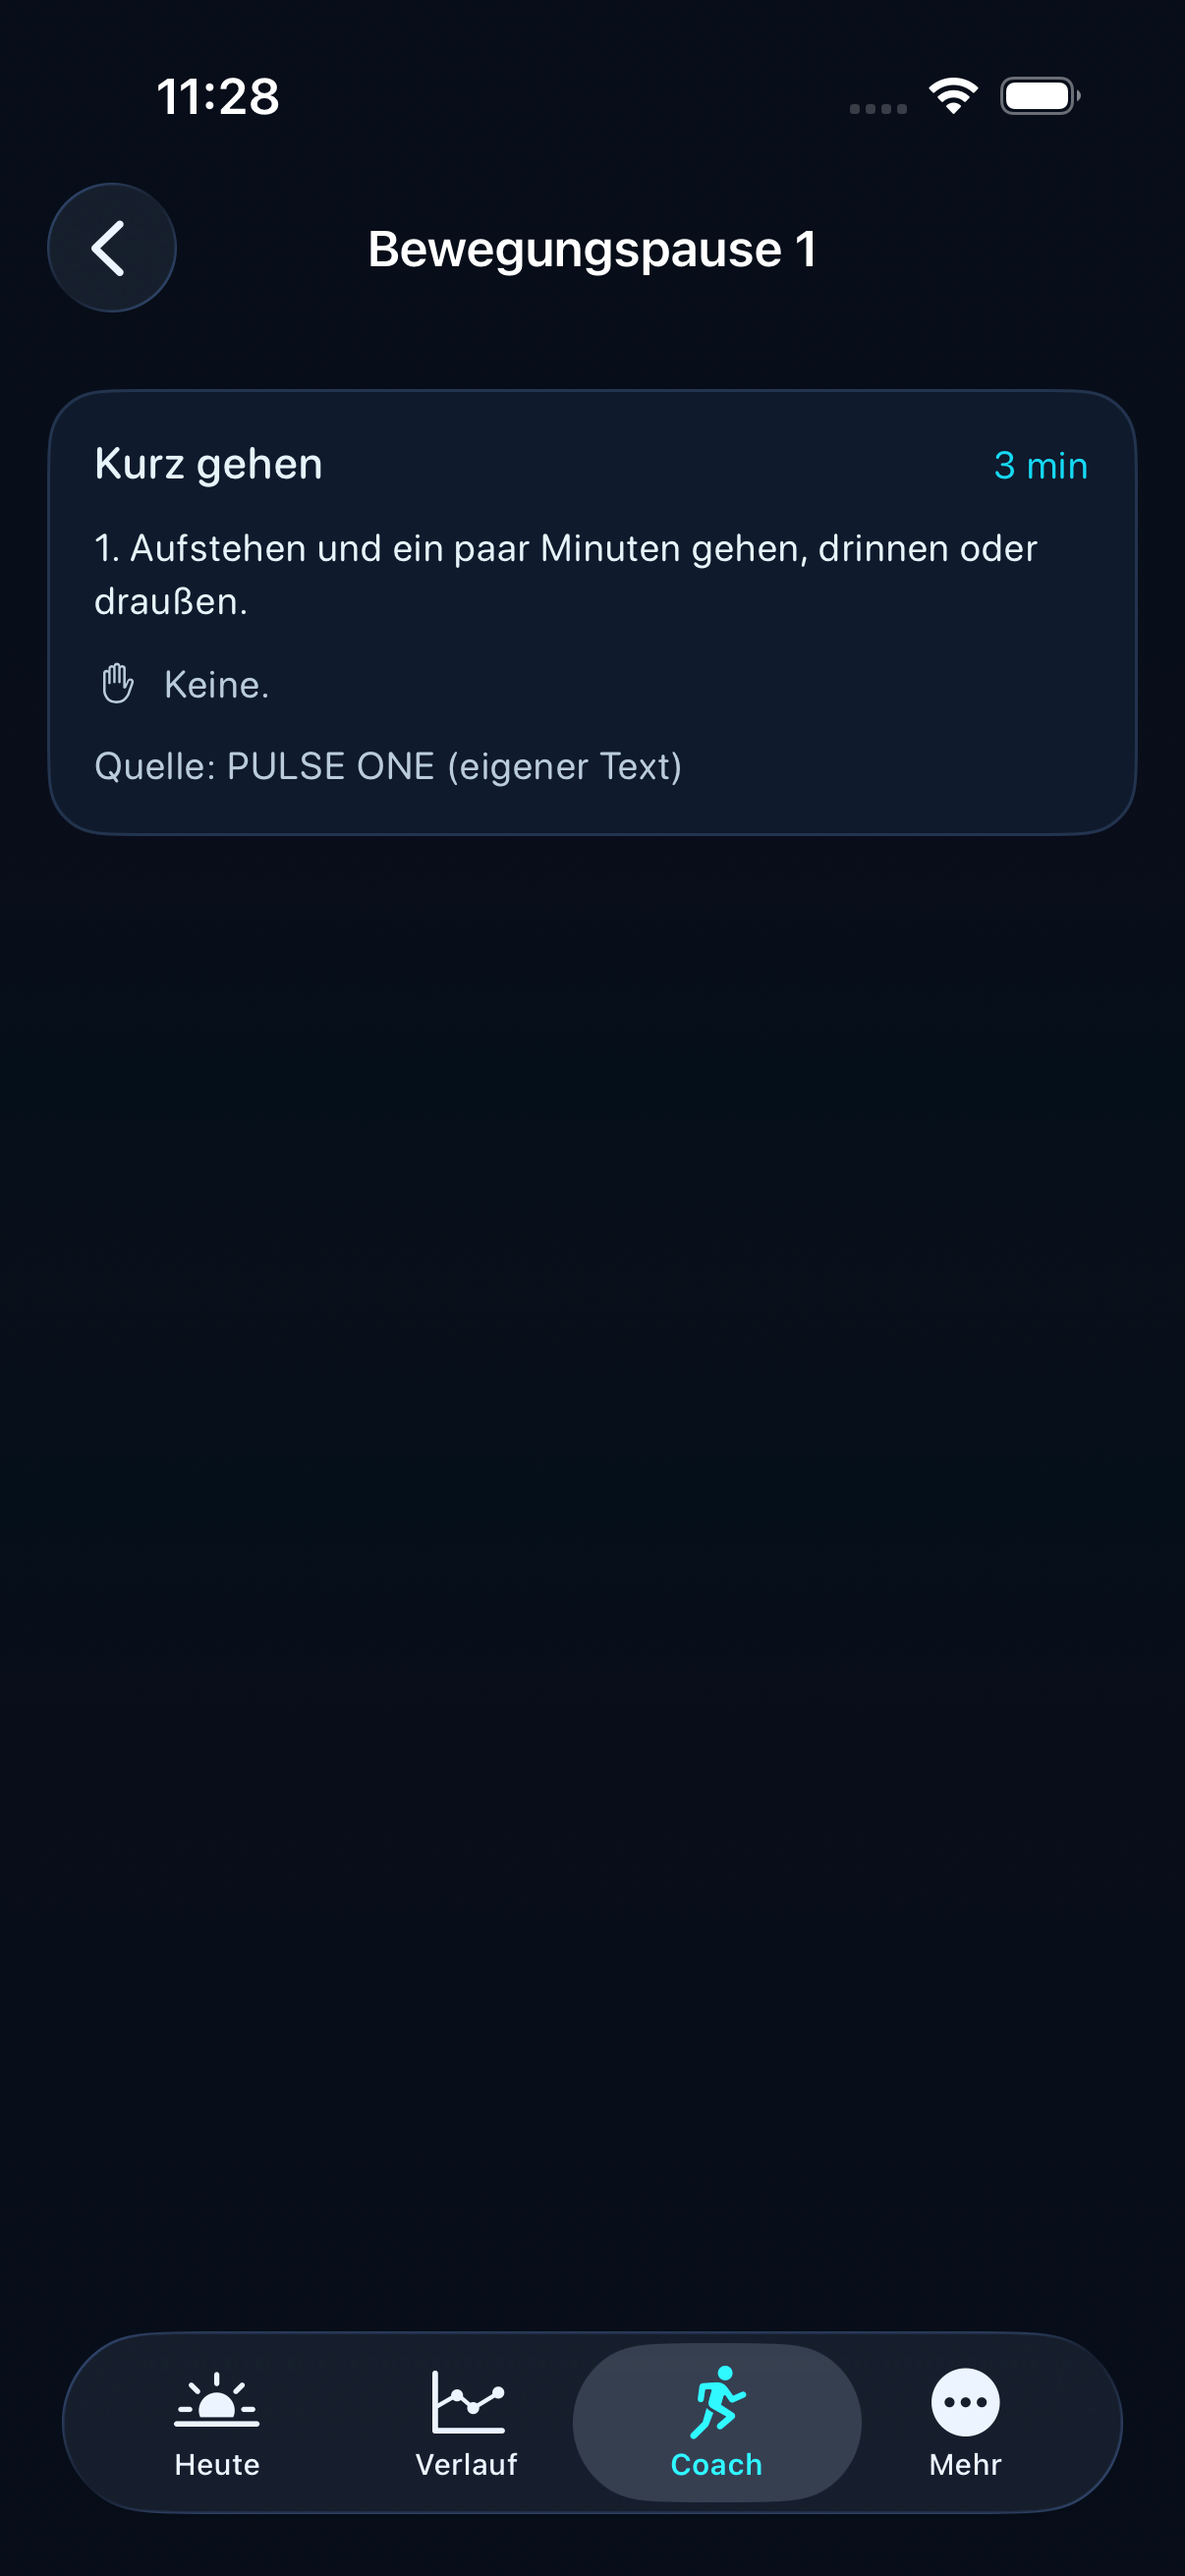 11:28
Bewegungspause 1
Kurz gehen
3 min
1. Aufstehen und ein paar Minuten gehen, drinnen oder
draußen.
Keine.
Quelle: PULSE ONE (eigener Text)
Heute
Verlauf
Coach
Mehr